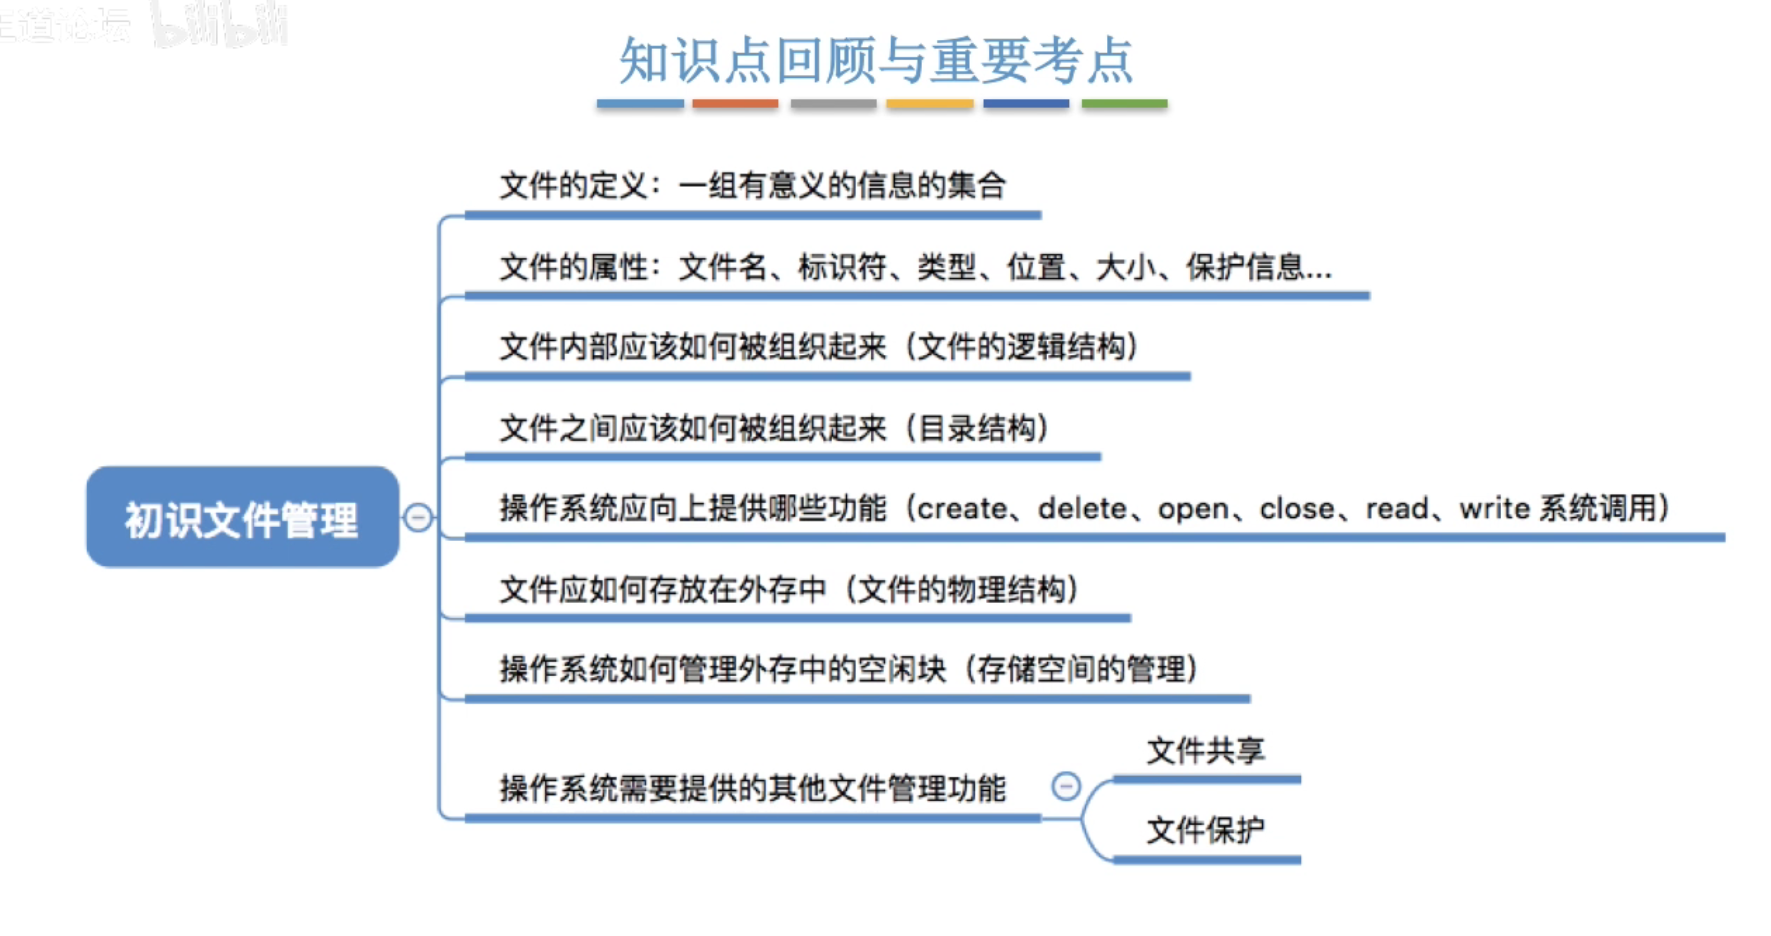 王道论坛 bilibili
知识点回顾与重要考点
文件的定义：一组有意义的信息的集合
文件的属性：文件名、标识符、类型、位置、大小、保护信息...
文件内部应该如何被组织起来（文件的逻辑结构）
文件之间应该如何被组织起来（目录结构）
初识文件管理
操作系统应向上提供哪些功能（create、delete、open、close、read、write 系统调用）
文件应如何存放在外存中（文件的物理结构）
操作系统如何管理外存中的空闲块（存储空间的管理）
操作系统需要提供的其他文件管理功能
文件共享
文件保护